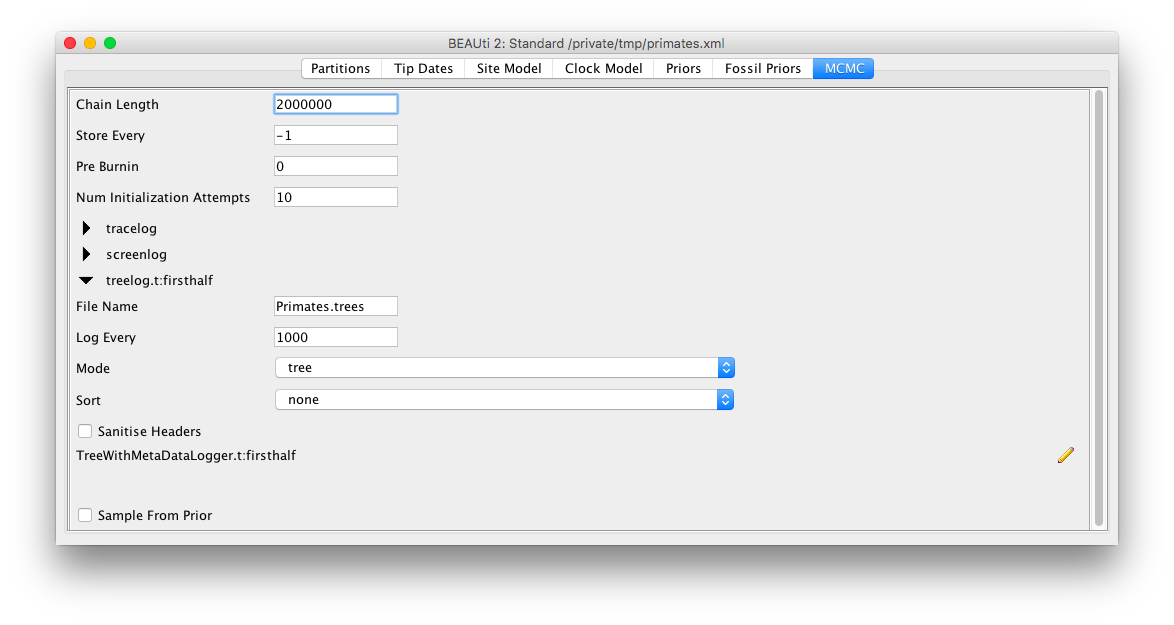 BEAUti 2: Standard /private/tmp/primates.xml
Partitions Tip Dates Site Model Clock Model Priors Fossil Priors MCMC
Chain Length 2000000
Store Every -1
Pre Burnin 0
Num Initialization Attempts 10
tracelog
screenlog
treelog.t:firsthalf
File Name Primates.trees
Log Every 1000
Mode tree
Sort none
Sanitise Headers
TreeWithMetaDataLogger.t:firsthalf
Sample From Prior